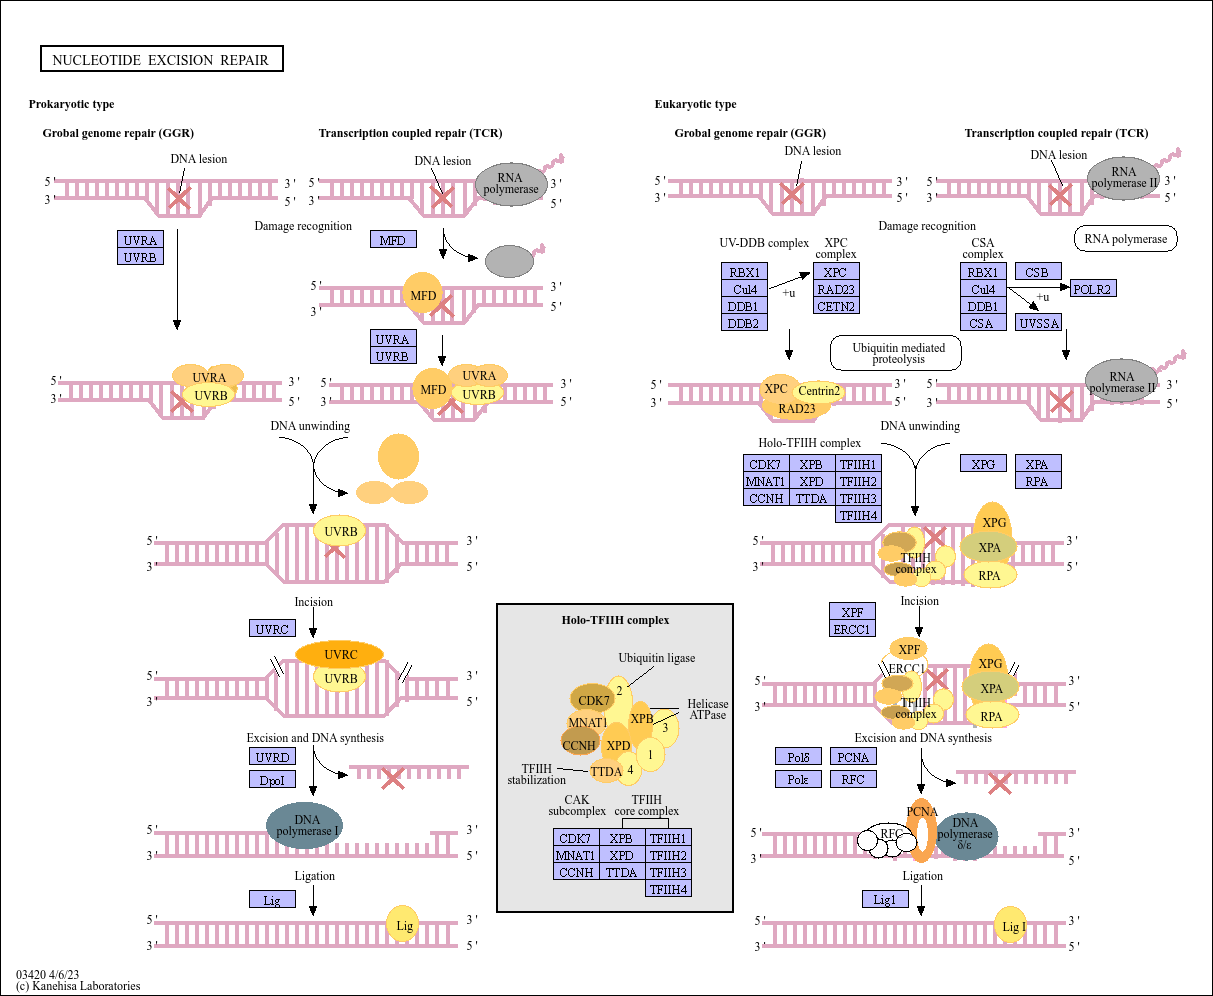 NUCLEOTIDE EXCISION REPAIR
Prokaryotic type
Grobal genome repair (GGR)
Transcription coupled repair (TCR)
DNA lesion
DNA lesion
RNA
polymerase
5'
3'
3'
5'
5'
3'
3'
5'
Damage recognition
UVRA
UVRB
MFD
5'
3'
MFD
3'
5'
UVRA
UVRB
5'
3'
UVRA
UVRB
3'
5'
5'
3'
MFD
UVRA
UVRB
3'
5'
DNA unwinding
5'
3'
UVRB
3'
5'
Incision
UVRC
5'
3'
UVRC
UVRB
3'
5'
Excision and DNA synthesis
UVRD
DpoI
DNA
polymerase I
5'
3'
3'
5'
Ligation
Lig
5'
3'
Lig
3'
5'
Holo-TFIIH complex
Ubiquitin ligase
CDK7
2
MNAT1
XPB
Helicase
ATPase
3
CCNH
XPD
1
TFIIH
stabilization
TTDA
4
CAK
subcomplex
TFIIH
core complex
CDK7 XPB TFIIH1
MNAT1 XPD TFIIH2
CCNH TTDA TFIIH3
TFIIH4
Eukaryotic type
Grobal genome repair (GGR)
Transcription coupled repair (TCR)
DNA lesion
DNA lesion
RNA
polymerase II
5'
3'
3'
5'
5'
3'
3'
5'
Damage recognition
RNA polymerase
UV-DDB complex
XPC
complex
CSA
complex
RBX1
Cul4
DDB1
DDB2
+u
XPC
RAD23
CETN2
RBX1
Cul4
DDB1
CSA
CSB
+u
UVSSA
POLR2
Ubiquitin mediated
proteolysis
5'
3'
XPC
Centrin2
RAD23
3'
5'
5'
3'
RNA
polymerase II
3'
5'
DNA unwinding
Holo-TFIIH complex
CDK7 XPB TFIIH1
MNAT1 XPD TFIIH2
CCNH TTDA TFIIH3
TFIIH4
XPG
XPA
RPA
5'
3'
TFIIH
complex
XPG
XPA
RPA
3'
5'
Incision
XPF
ERCC1
5'
3'
XPF
ERCC1
TFIIH
complex
XPG
XPA
RPA
3'
5'
Excision and DNA synthesis
Polδ
PCNA
Polε
RFC
5'
3'
RFC
PCNA
DNA
polymerase
δ/ε
3'
5'
Ligation
Lig1
5'
3'
Lig I
3'
5'
03420 4/6/23
(c) Kanehisa Laboratories